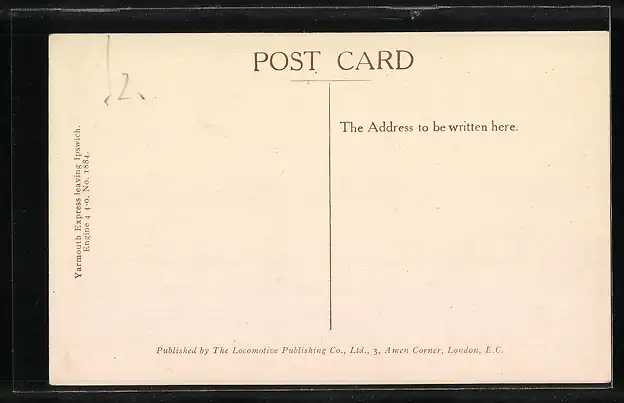 POST CARD
2
The Address to be written here.
Yarmouth Express leaving Ipswich.
Engine 4 4-0, No. 1884.
Published by The Locomotive Publishing Co., Ltd., 3, Amen Corner, London, E.C.